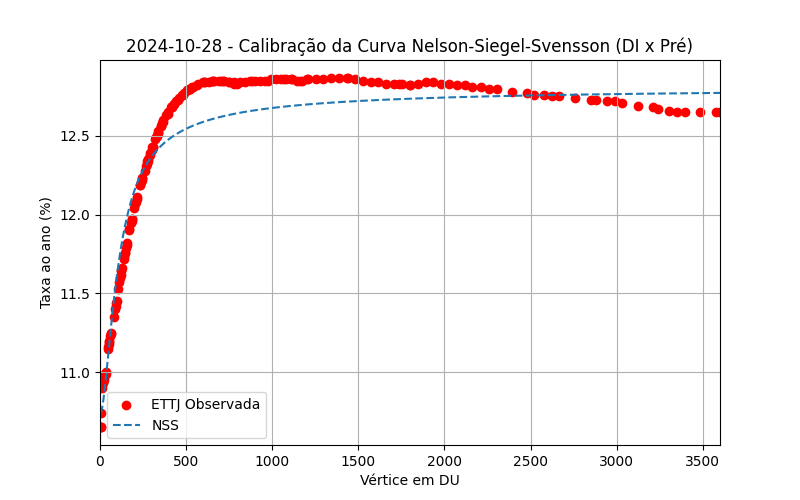 2024-10-28 - Calibração da Curva Nelson-Siegel-Svensson (DI x Pré)
Taxa ao ano (%)
12.5
12.0
11.5
11.0
ETTJ Observada
NSS
0 500 1000 1500 2000 2500 3000 3500
Vértice em DU